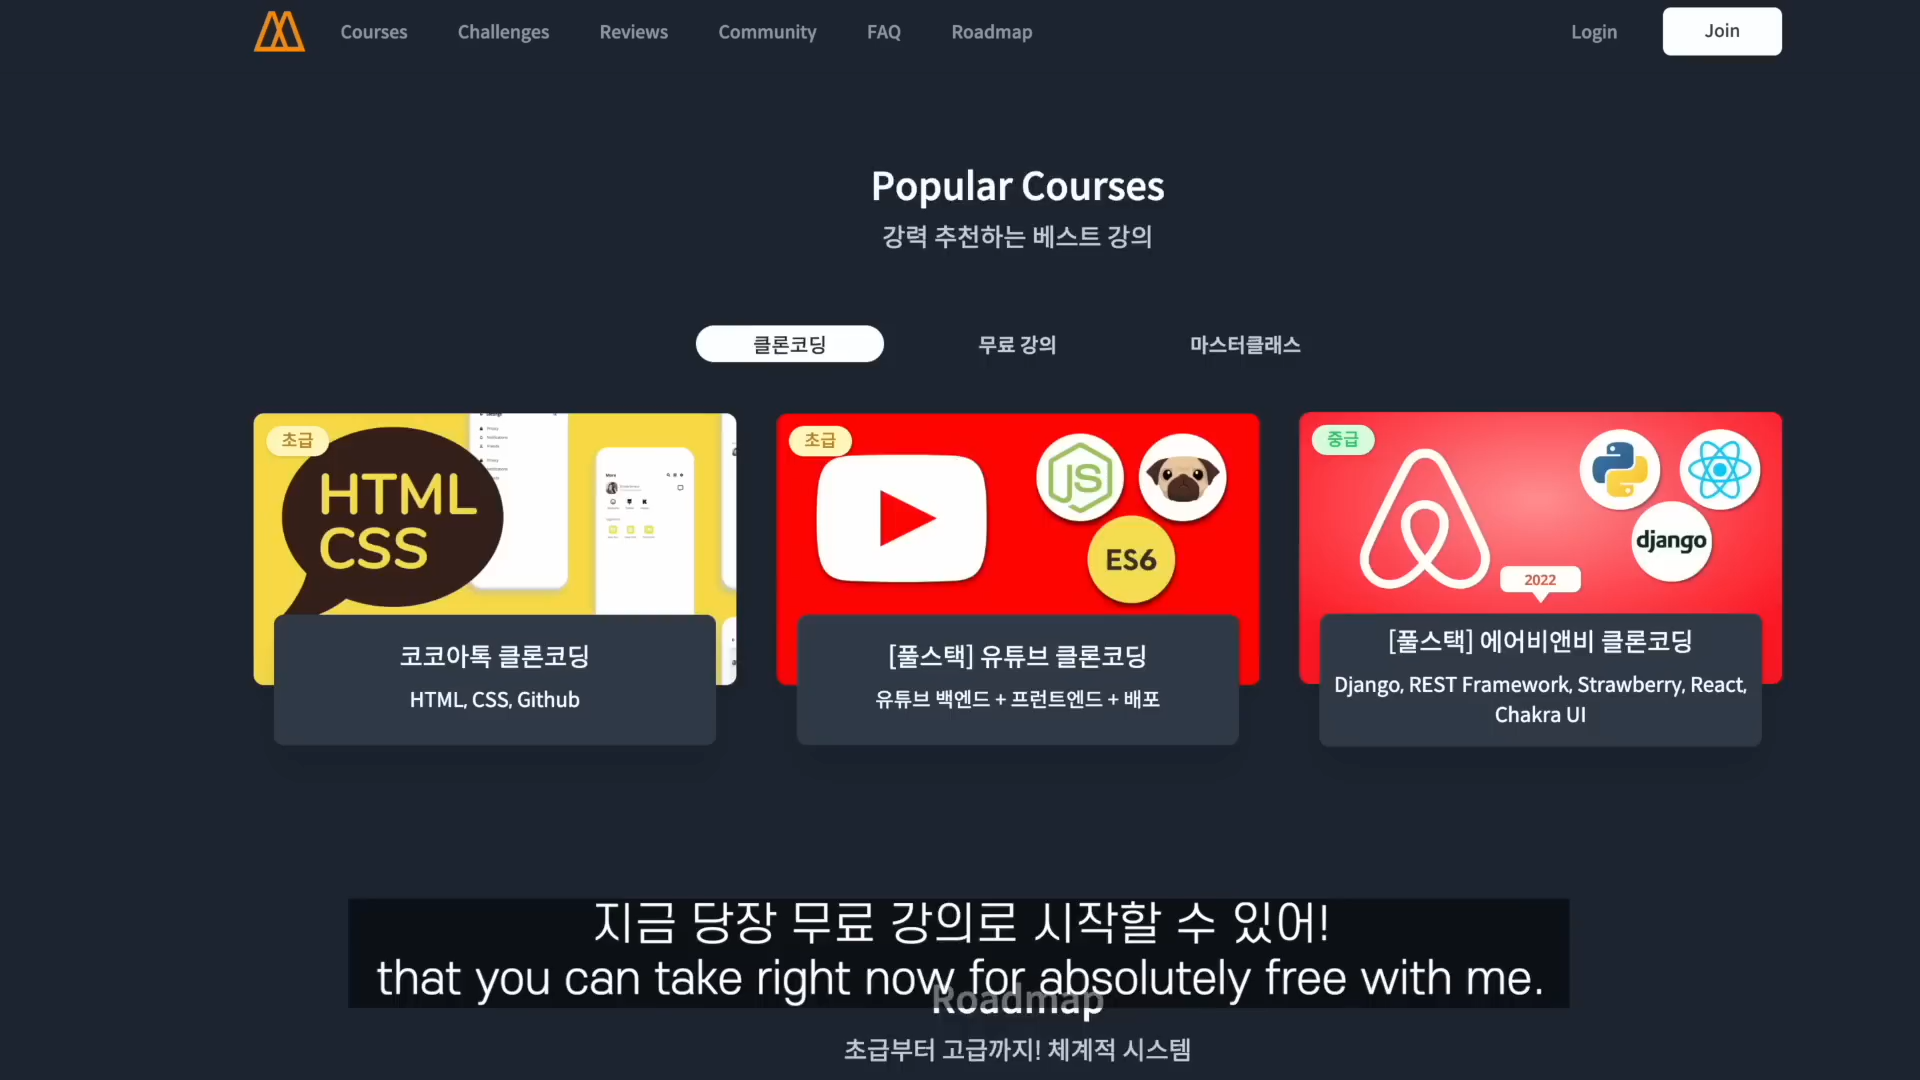 Courses
Challenges
Reviews
Community
FAQ
Roadmap
Login
Join
Popular Courses
강력 추천하는 베스트 강의
클론코딩
무료 강의
마스터클래스
초급
HTML
CSS
코코아톡 클론코딩
HTML, CSS, Github
초급
JS
ES6
[풀스택] 유튜브 클론코딩
유튜브 백엔드 + 프런트엔드 + 배포
중급
django
2022
[풀스택] 에어비앤비 클론코딩
Django, REST Framework, Strawberry, React,
Chakra UI
지금 당장 무료 강의로 시작할 수 있어!
that you can take right now for absolutely free with me.
Roadmap
초급부터 고급까지! 체계적 시스템